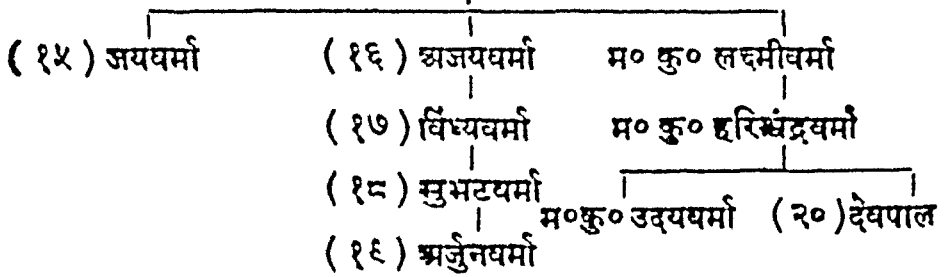 ( १५ ) जयवर्मा ( १६ ) अजयवर्मा म० कु० लक्ष्मीवर्मा
( १७ ) विंध्यवर्मा म० कु० हरिश्चंद्रवर्मा
( १८ ) सुभटवर्मा म०कु० उदयवर्मा ( २० ) देवपाल
( १९ ) अर्जुनवर्मा